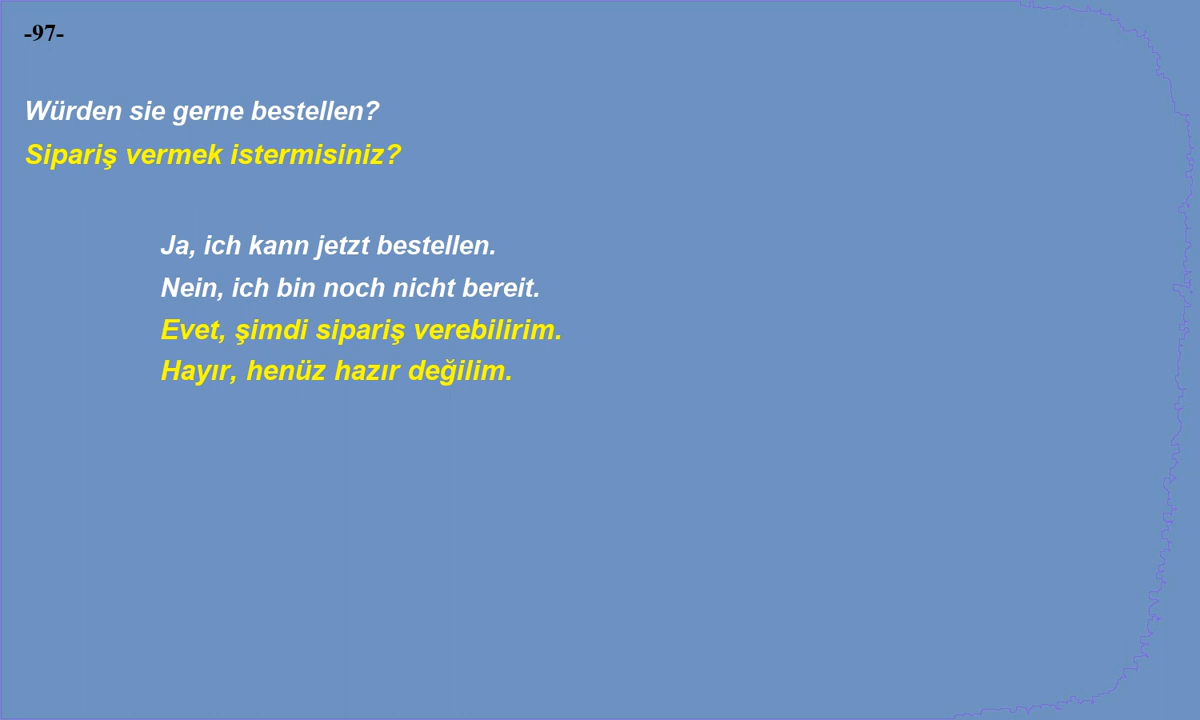 -97-
Würden sie gerne bestellen?
Sipariş vermek istermisiniz?
Ja, ich kann jetzt bestellen.
Nein, ich bin noch nicht bereit.
Evet, şimdi sipariş verebilirim.
Hayır, henüz hazır değilim.